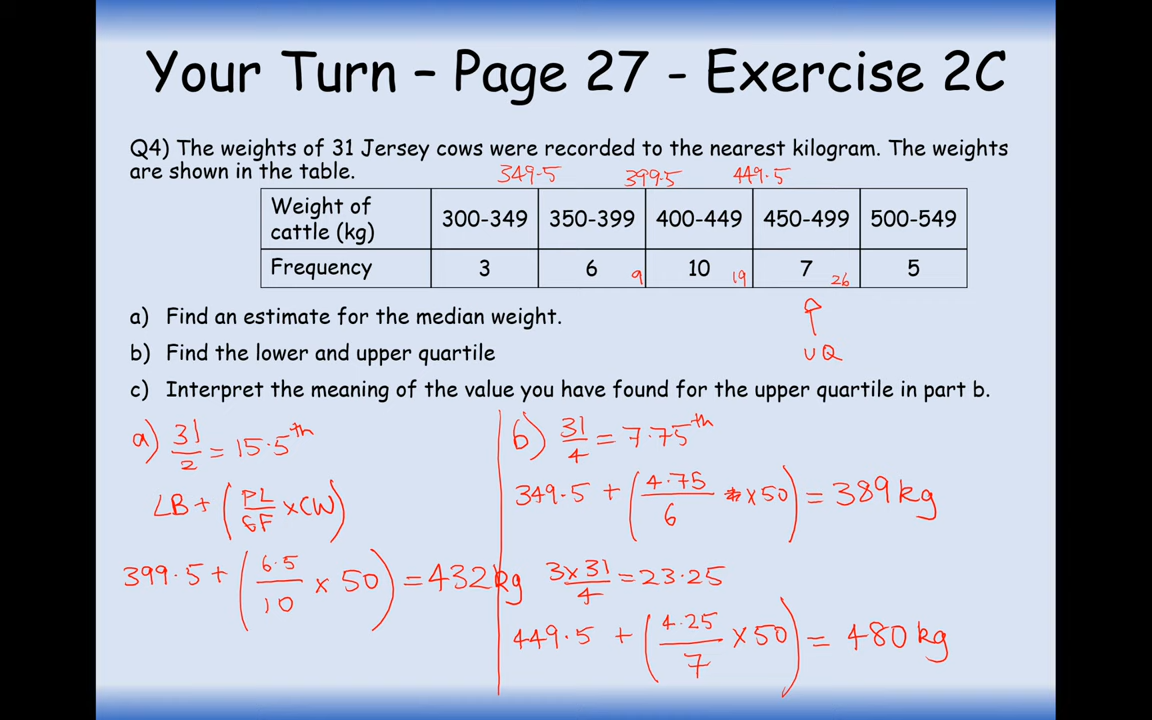 Your Turn – Page 27 - Exercise 2C
Q4) The weights of 31 Jersey cows were recorded to the nearest kilogram. The weights
are shown in the table.
349.5 399.5 449.5
Weight of cattle (kg) 300-349 350-399 400-449 450-499 500-549
Frequency 3 6 9 10 19 7 26 5
a) Find an estimate for the median weight.
b) Find the lower and upper quartile
UQ
c) Interpret the meaning of the value you have found for the upper quartile in part b.
a) 31/2 = 15.5th
LB + (PL/GF × CW)
399.5 + (6.5/10 × 50) = 432kg
b) 31/4 = 7.75th
349.5 + (4.75/6 × 50) = 389kg
3×31/4 = 23.25
449.5 + (4.25/7 × 50) = 480kg